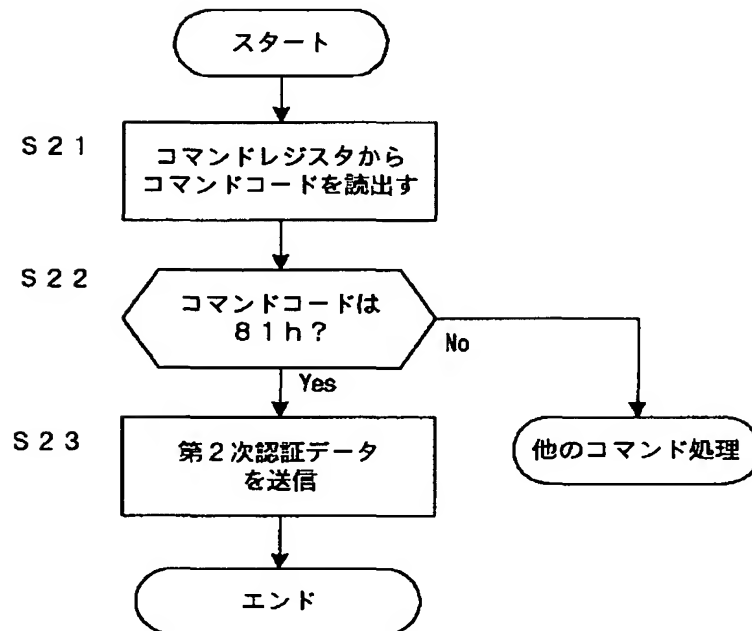 スタート
S21
コマンドレジスタから
コマンドコードを読出す
S22
コマンドコードは
81h?
No
Yes
S23
第2次認証データ
を送信
他のコマンド処理
エンド